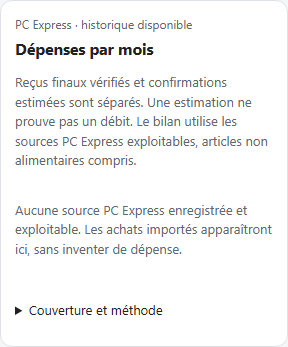 PC Express · historique disponible
Dépenses par mois
Reçus finaux vérifiés et confirmations
estimées sont séparés. Une estimation ne
prouve pas un débit. Le bilan utilise les
sources PC Express exploitables, articles non
alimentaires compris.
Aucune source PC Express enregistrée et
exploitable. Les achats importés apparaîtront
ici, sans inventer de dépense.
Couverture et méthode